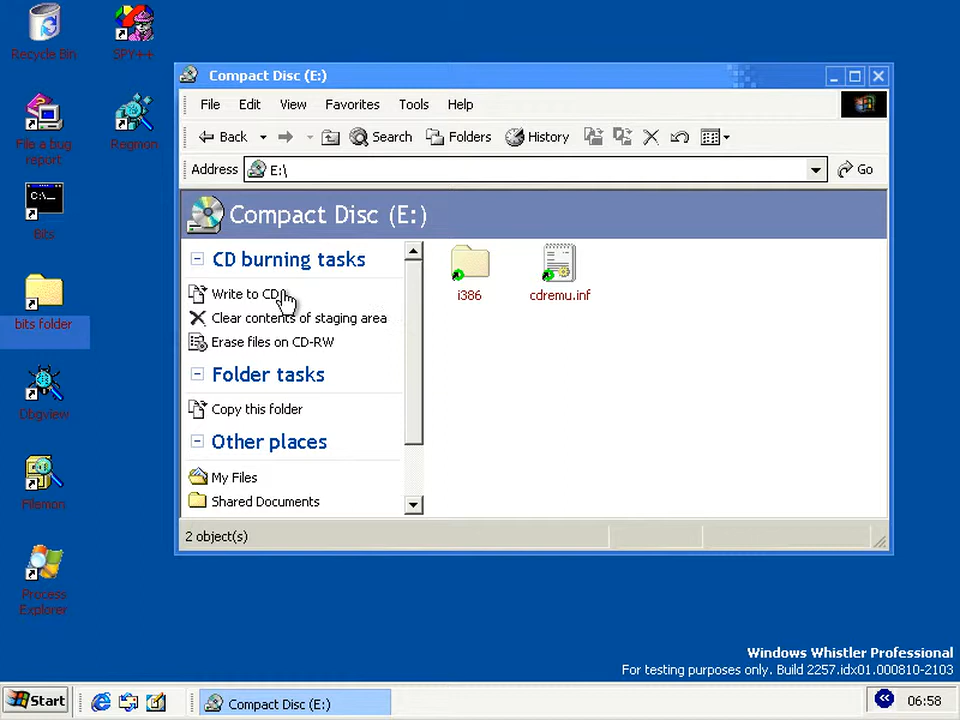 Recycle Bin
SPY++
File a bug
report
Regmon
Bits
bits folder
Dbgview
Filemon
Process
Explorer
Compact Disc (E:)
File Edit View Favorites Tools Help
Back Search Folders History
Address E:\ Go
Compact Disc (E:)
CD burning tasks
Write to CD
Clear contents of staging area
Erase files on CD-RW
Folder tasks
Copy this folder
Other places
My Files
Shared Documents
i386
cdremu.inf
2 object(s)
Windows Whistler Professional
For testing purposes only. Build 2257.idx01.000810-2103
Start Compact Disc (E:) 06:58